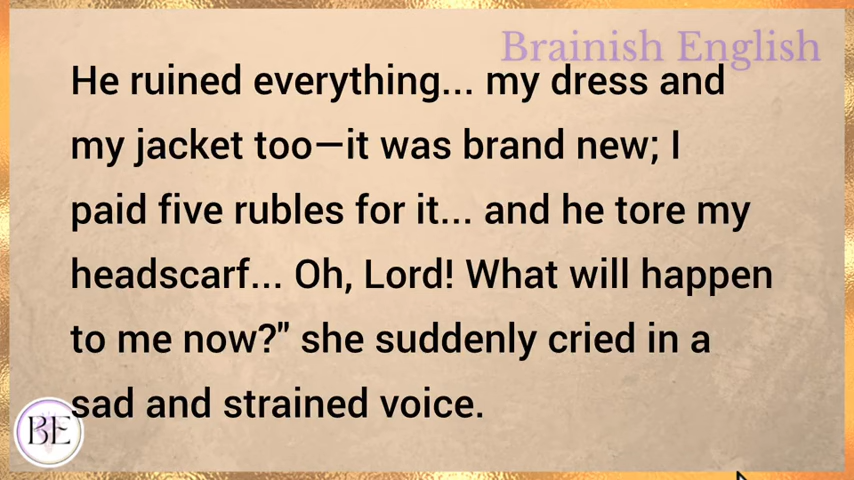 Brainish English
He ruined everything... my dress and
my jacket too—it was brand new; I
paid five rubles for it... and he tore my
headscarf... Oh, Lord! What will happen
to me now?" she suddenly cried in a
sad and strained voice.
BE